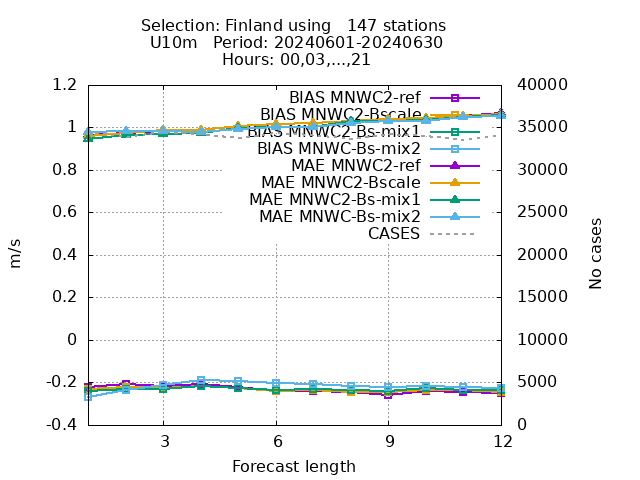 Selection: Finland using   147 stations
U10m   Period: 20240601-20240630
Hours: 00,03,...,21
1.2
1
0.8
0.6
0.4
0.2
0
-0.2
-0.4
m/s
BIAS MNWC2-ref
BIAS MNWC2-Bscale
BIAS MNWC2-Bs-mix1
BIAS MNWC-Bs-mix2
MAE MNWC2-ref
MAE MNWC2-Bscale
MAE MNWC2-Bs-mix1
MAE MNWC-Bs-mix2
CASES
40000
35000
30000
25000
20000
15000
10000
5000
0
No cases
3 6 9 12
Forecast length